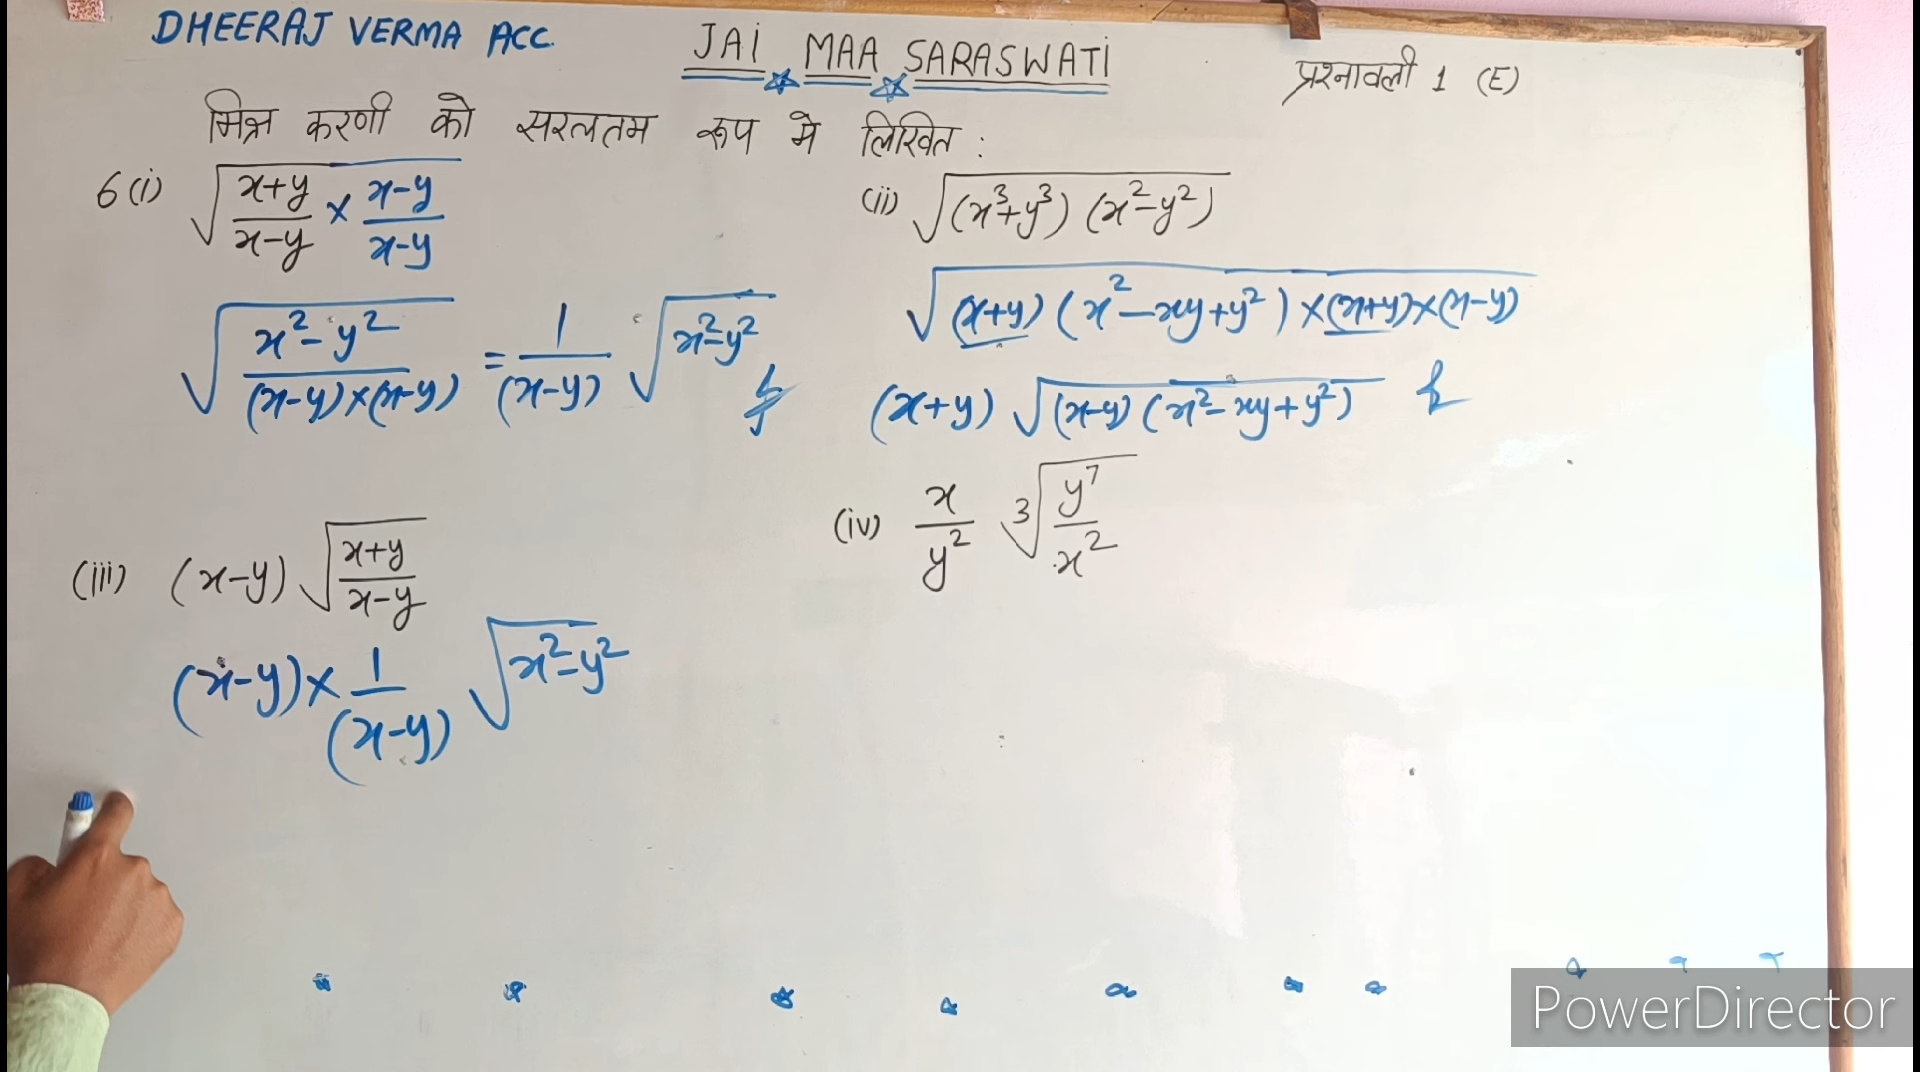 DHEERAJ VERMA ACC.
JAI MAA SARASWATI
प्रश्नावली 1 (E)
मिन्न करणी को सरलतम रूप मे लिखित :
6(i) √((x+y)/(x-y) × (x-y)/(x-y))
(ii) √((x³+y³) (x²-y²))
√((x²-y²)/((x-y)×(x-y))) = 1/(x-y) √(x²-y²)
√((x+y) (x²-xy+y²) ×(x+y)×(x-y))
(x+y) √((x-y) (x²-xy+y²))
(iii) (x-y) √((x+y)/(x-y))
(iv) x/y² ³√(y⁷/x²)
(x-y)× 1/(x-y) √(x²-y²)
PowerDirector